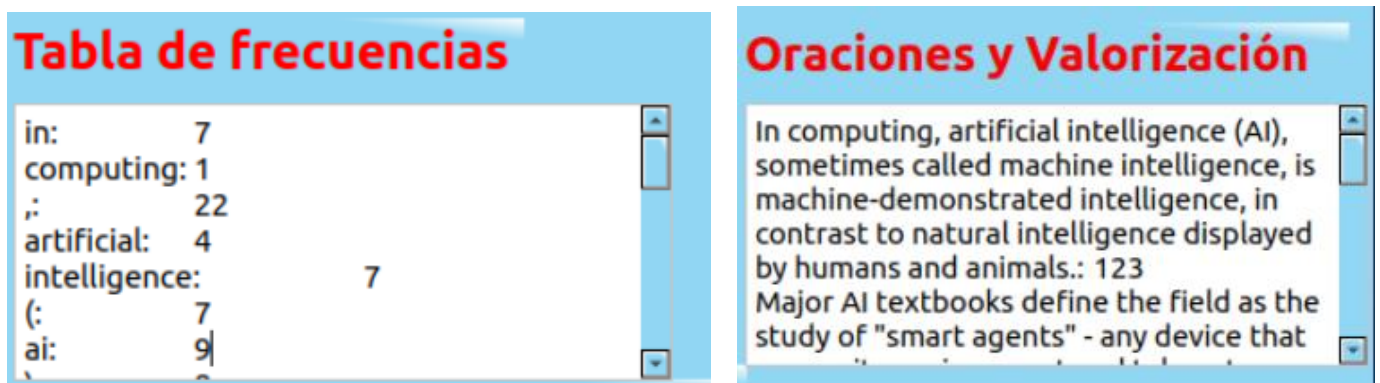 Tabla de frecuencias
in: 7
computing: 1
,: 22
artificial: 4
intelligence: 7
(: 7
ai: 9
Oraciones y Valorización
In computing, artificial intelligence (AI),
sometimes called machine intelligence, is
machine-demonstrated intelligence, in
contrast to natural intelligence displayed
by humans and animals.: 123
Major AI textbooks define the field as the
study of "smart agents" - any device that